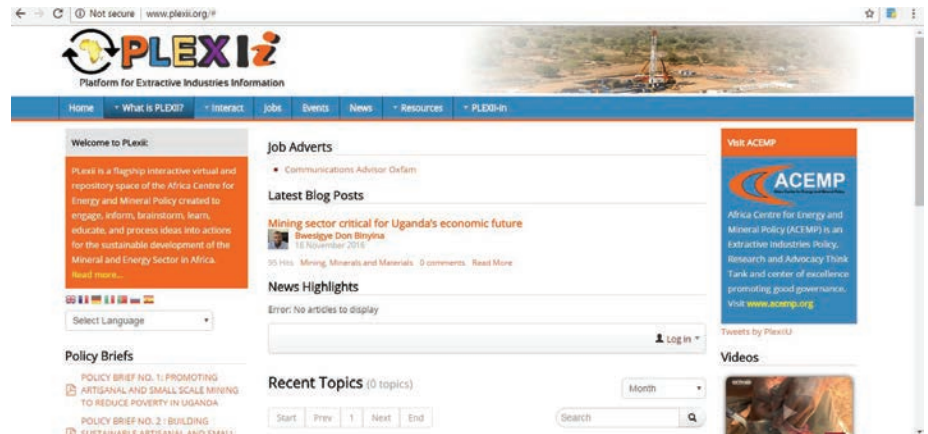 Not secure www.plexii.org/#
PLEXIi
Platform for Extractive Industries Information
Home What is PLEXII? Interact Jobs Events News Resources PLEXII-in
Welcome to PLexii:
PLexii is a flagship interactive virtual and
repository space of the Africa Centre for
Energy and Mineral Policy created to
engage, inform, brainstorm, learn,
educate, and process ideas into actions
for the sustainable development of the
Mineral and Energy Sector in Africa.
Read more...
Select Language
Policy Briefs
POLICY BRIEF NO. 1: PROMOTING
ARTISANAL AND SMALL SCALE MINING
TO REDUCE POVERTY IN UGANDA
POLICY BRIEF NO. 2 : BUILDING
SUSTAINABLE ARTISANAL AND SMALL
Job Adverts
Communications Advisor Oxfam
Latest Blog Posts
Mining sector critical for Uganda's economic future
Bwesigye Don Binyina
18 November 2016
95 Hits Mining, Minerals and Materials 0 comments Read More
News Highlights
Error: No articles to display
Log in
Recent Topics (0 topics)
Month
Start Prev 1 Next End
Search
Visit ACEMP
ACEMP
Africa Centre for Energy and
Mineral Policy (ACEMP) is an
Extractive Industries Policy,
Research and Advocacy Think
Tank and center of excellence
promoting good governance.
Visit www.acemp.org.
Tweets by PlexiiU
Videos